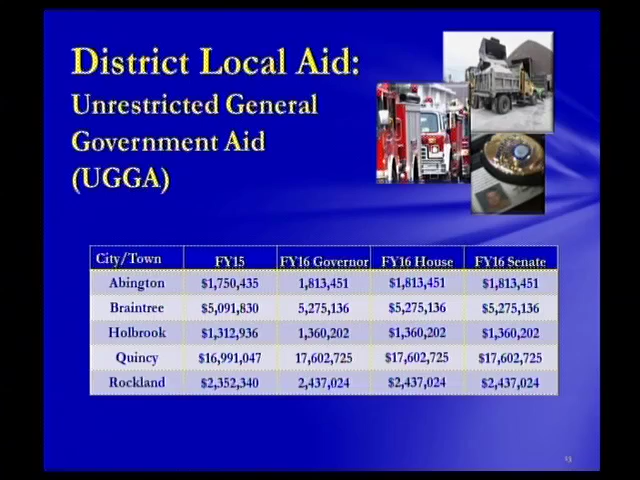 District Local Aid:
Unrestricted General
Government Aid
(UGGA)
City/Town FY15 FY16 Governor FY16 House FY16 Senate
Abington $1,750,435 1,813,451 $1,813,451 $1,813,451
Braintree $5,091,830 5,275,136 $5,275,136 $5,275,136
Holbrook $1,312,936 1,360,202 $1,360,202 $1,360,202
Quincy $16,991,047 17,602,725 $17,602,725 $17,602,725
Rockland $2,352,340 2,437,024 $2,437,024 $2,437,024